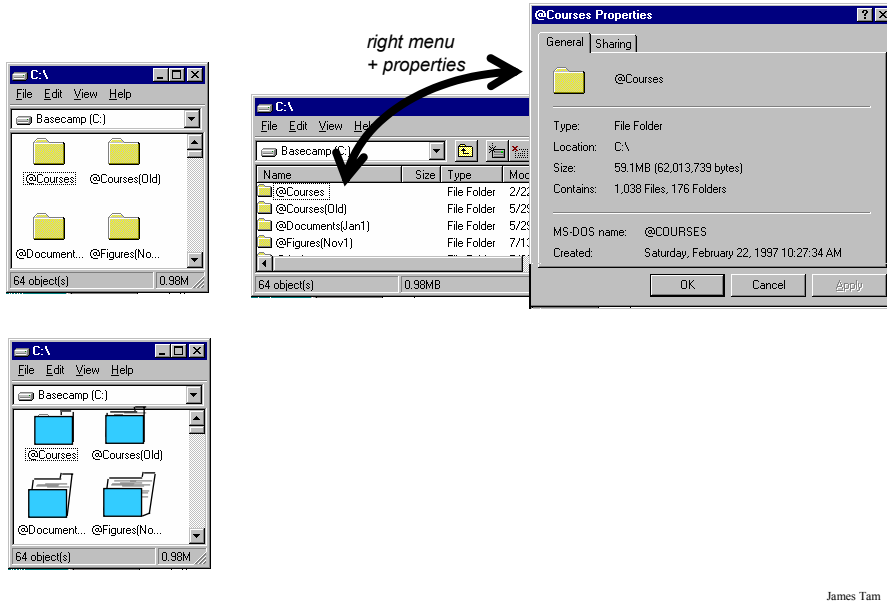 C:\
File Edit View Help
Basecamp (C:)
@Courses @Courses(Old)
@Document... @Figures(No...
64 object(s) 0.98M
right menu
+ properties
C:\
File Edit View Help
Basecamp (C:)
Name Size Type
@Courses File Folder 2/22
@Courses(Old) File Folder 5/29
@Documents(Jan1) File Folder 5/29
@Figures(Nov1) File Folder 7/13
64 object(s) 0.98MB
@Courses Properties
General Sharing
@Courses
Type: File Folder
Location: C:\
Size: 59.1MB (62,013,739 bytes)
Contains: 1,038 Files, 176 Folders
MS-DOS name: @COURSES
Created: Saturday, February 22, 1997 10:27:34 AM
OK Cancel Apply
C:\
File Edit View Help
Basecamp (C:)
@Courses @Courses(Old)
@Document... @Figures(No...
64 object(s) 0.98M
James Tam